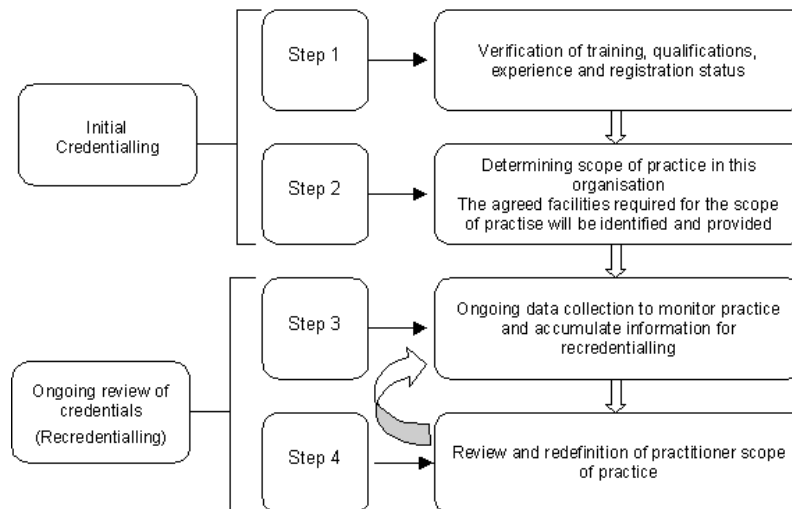 Step 1
Verification of training, qualifications,
experience and registration status
Initial
Credentialling
Step 2
Determining scope of practice in this
organisation
The agreed facilities required for the scope
of practise will be identified and provided
Step 3
Ongoing data collection to monitor practice
and accumulate information for
recredentialling
Ongoing review of
credentials
(Recredentialling)
Step 4
Review and redefinition of practitioner scope
of practice